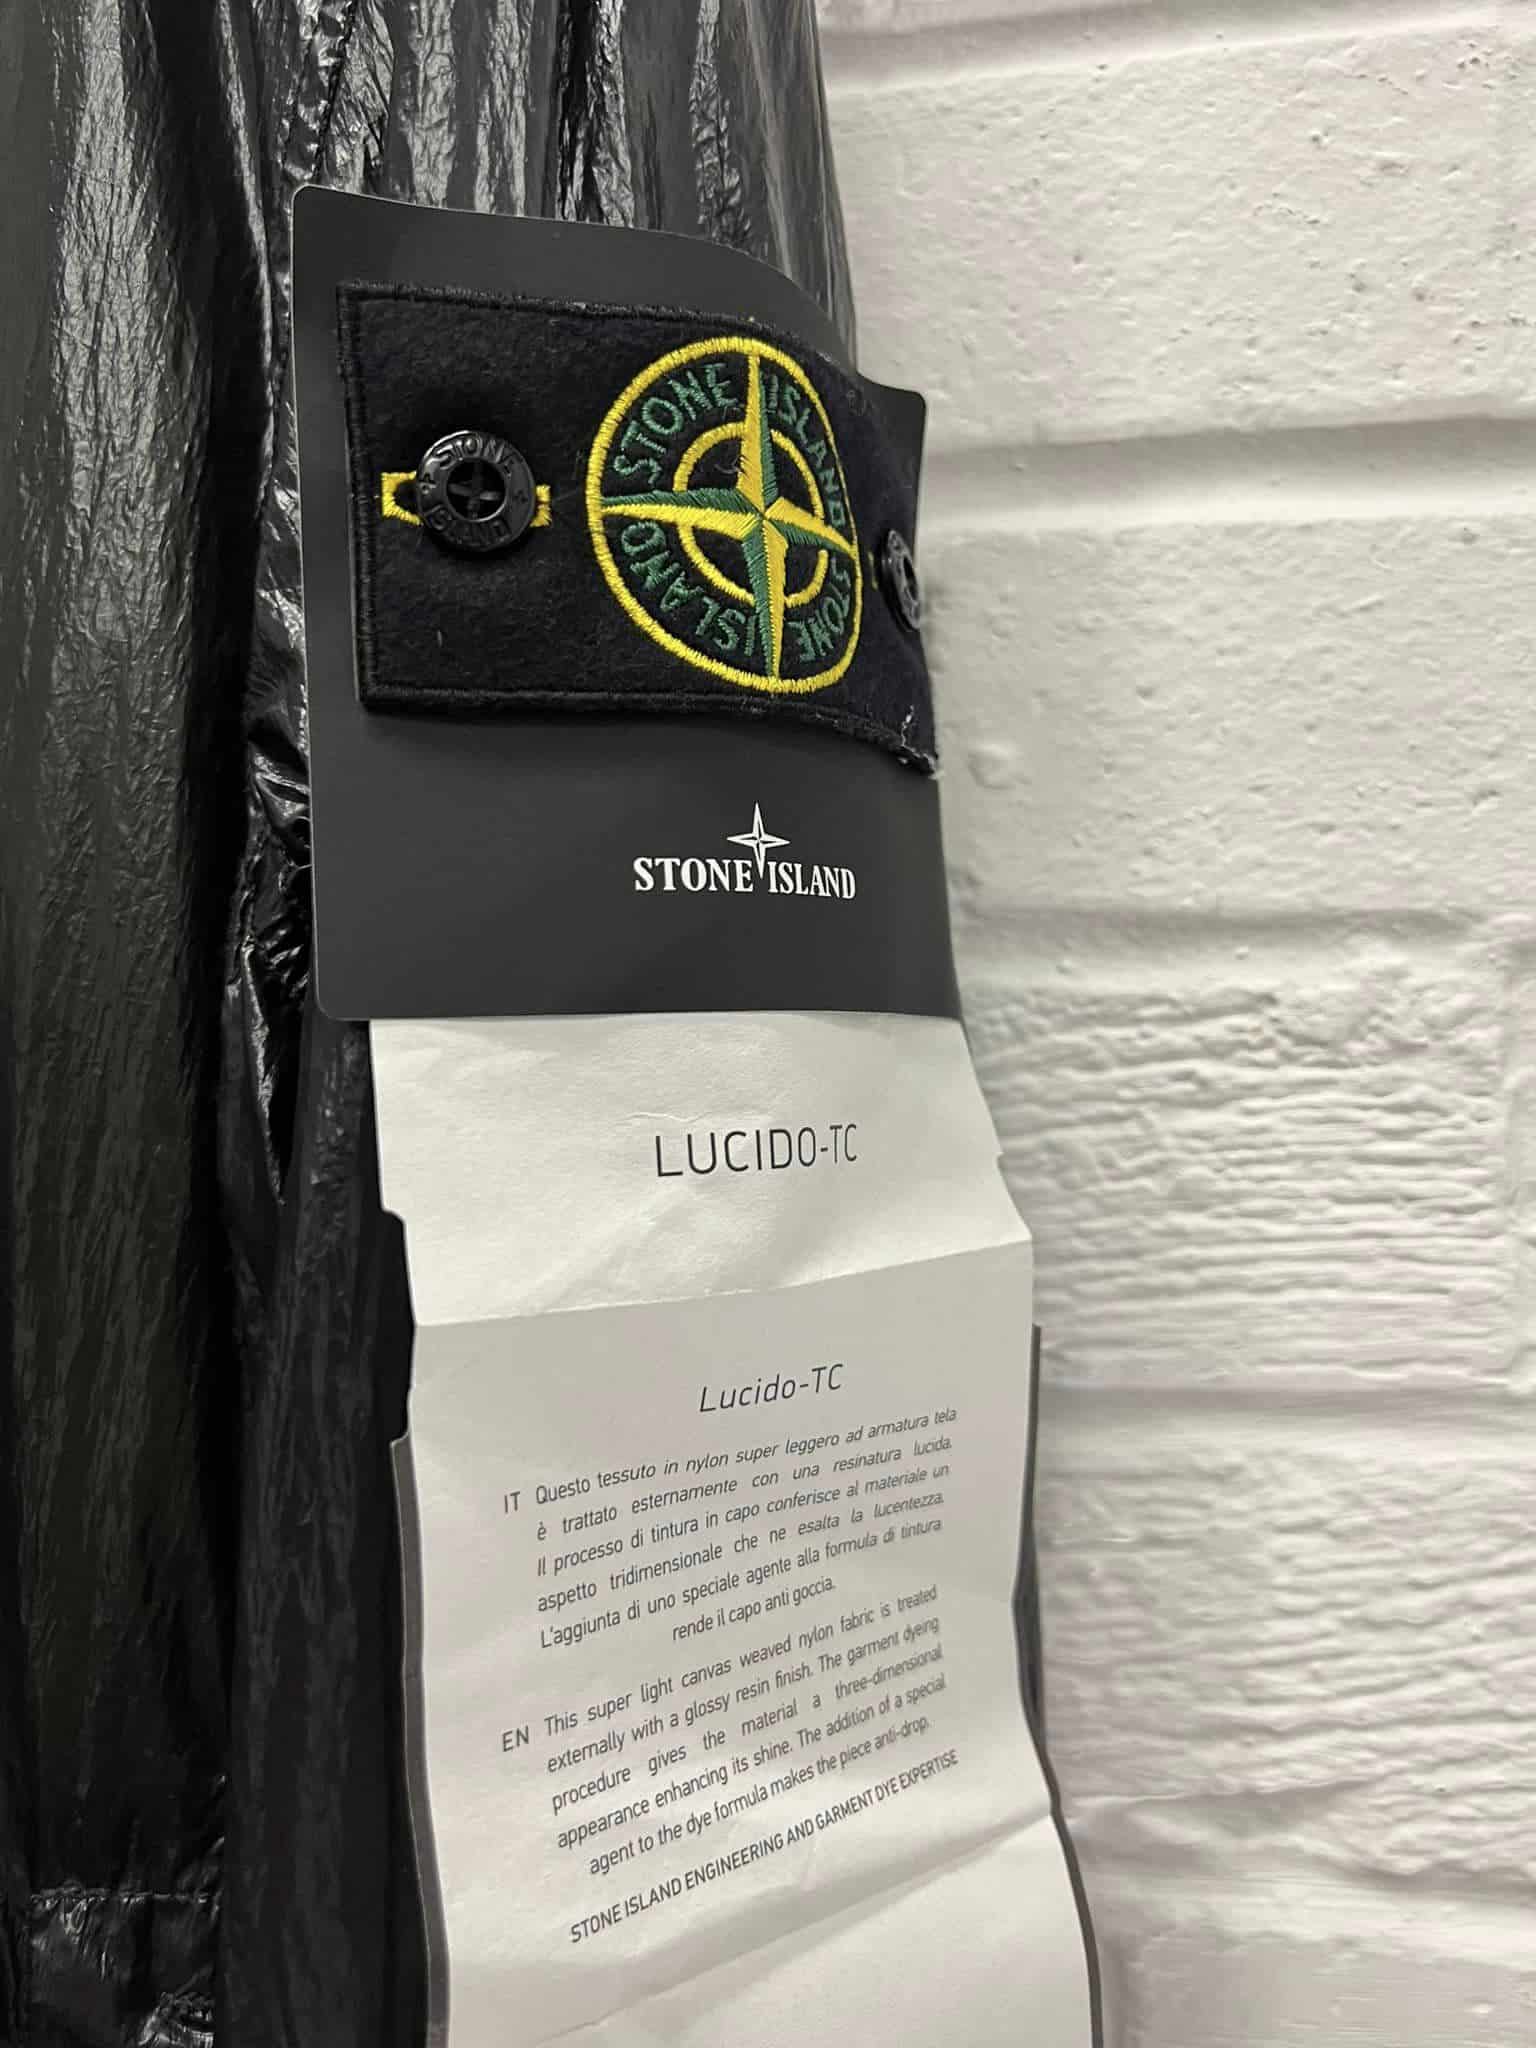 STONE ISLAND
STONE ISLAND
STONE ISLAND
STONE ISLAND
LUCIDO-TC
Lucido-TC
IT Questo tessuto in nylon super leggero ad armatura tela
è trattato esternamente con una resinatura lucida.
Il processo di tintura in capo conferisce al materiale un
aspetto tridimensionale che ne esalta la lucentezza.
L'aggiunta di uno speciale agente alla formula di tintura
rende il capo anti goccia.
EN This super light canvas weaved nylon fabric is treated
externally with a glossy resin finish. The garment dyeing
procedure gives the material a three-dimensional
appearance enhancing its shine. The addition of a special
agent to the dye formula makes the piece anti-drop.
STONE ISLAND ENGINEERING AND GARMENT DYE EXPERTISE